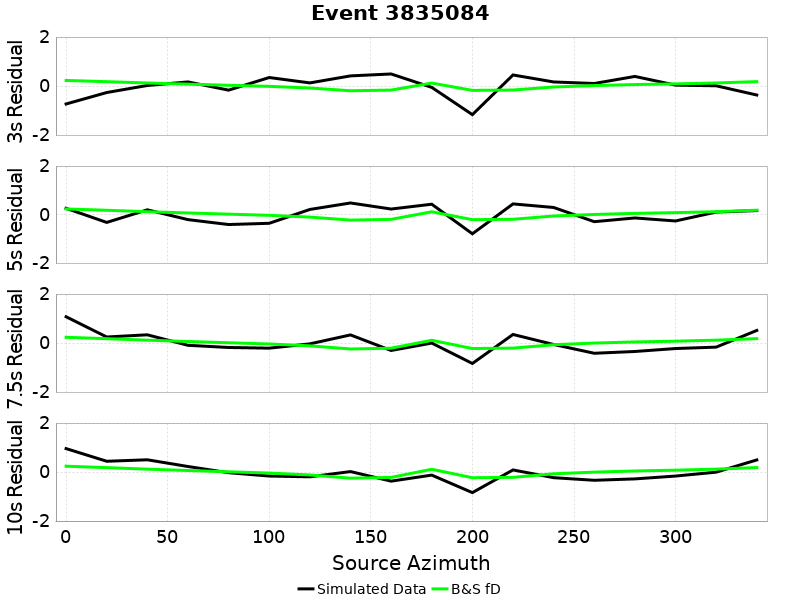 Event 3835084
3s Residual
2
0
-2
5s Residual
2
0
-2
7.5s Residual
2
0
-2
10s Residual
2
0
-2
0 50 100 150 200 250 300
Source Azimuth
Simulated Data B&S fD